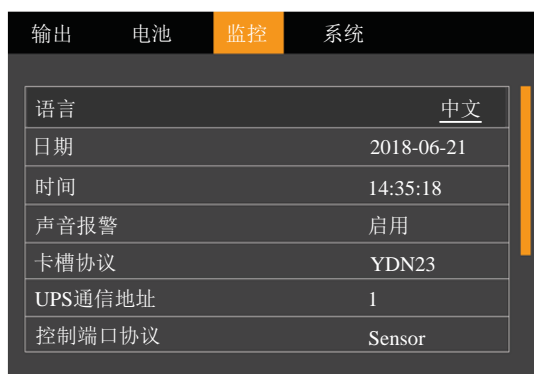 输出 电池 监控 系统
语言 中文
日期 2018-06-21
时间 14:35:18
声音报警 启用
卡槽协议 YDN23
UPS通信地址 1
控制端口协议 Sensor